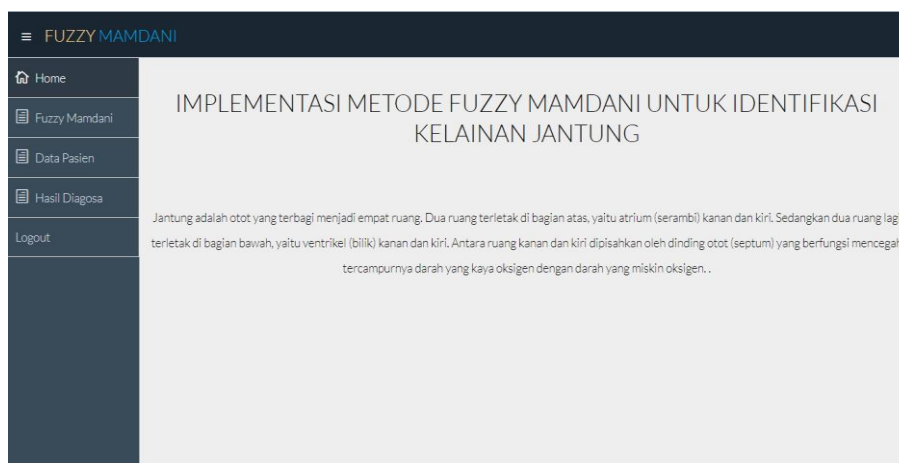 ≡ FUZZY MAMDANI
Home
Fuzzy Mamdani
Data Pasien
Hasil Diagosa
Logout
IMPLEMENTASI METODE FUZZY MAMDANI UNTUK IDENTIFIKASI
KELAINAN JANTUNG
Jantung adalah otot yang terbagi menjadi empat ruang. Dua ruang terletak di bagian atas, yaitu atrium (serambi) kanan dan kiri. Sedangkan dua ruang lagi
terletak di bagian bawah, yaitu ventrikel (bilik) kanan dan kiri. Antara ruang kanan dan kiri dipisahkan oleh dinding otot (septum) yang berfungsi mencegah
tercampurnya darah yang kaya oksigen dengan darah yang miskin oksigen. .